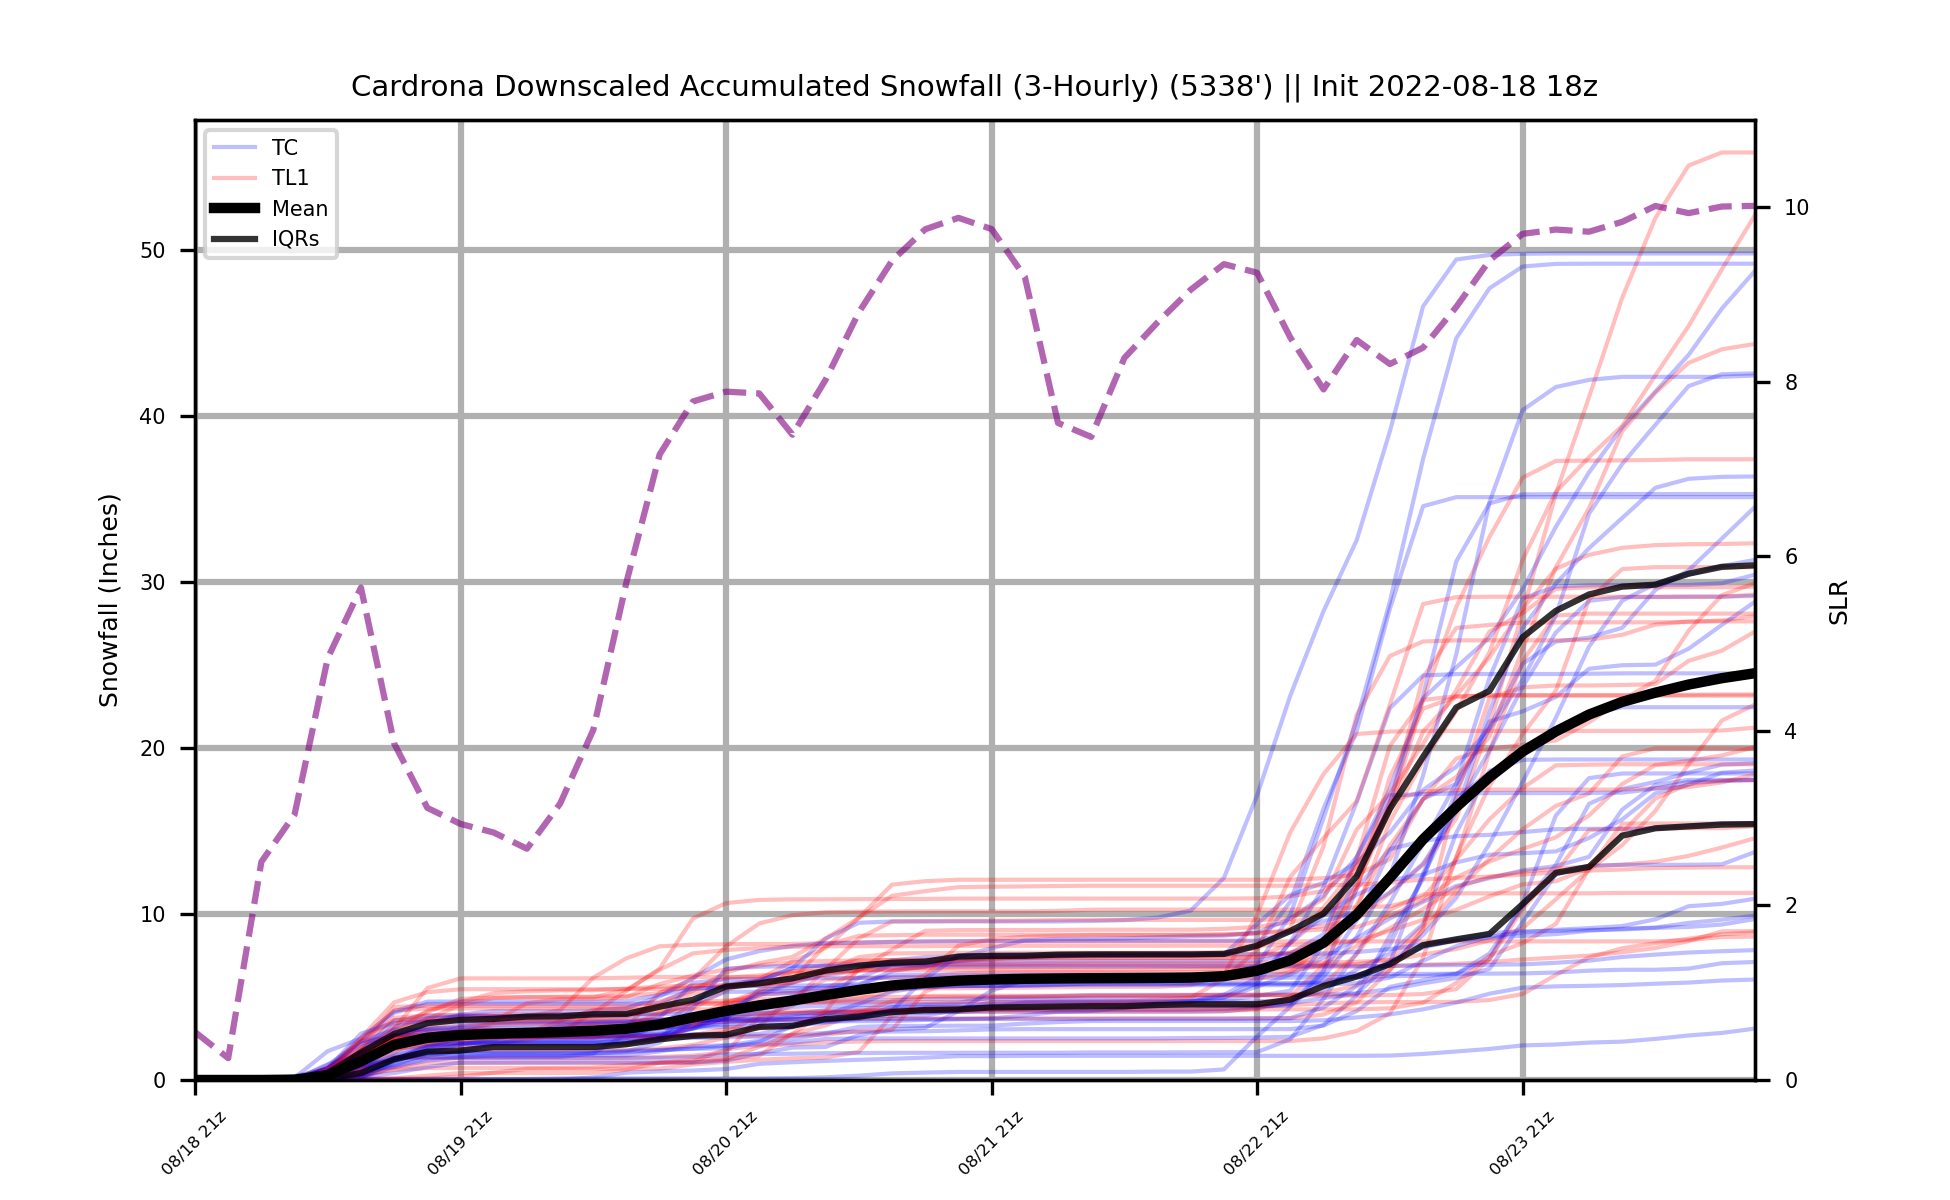 Cardrona Downscaled Accumulated Snowfall (3-Hourly) (5338') || Init 2022-08-18 18z
TC
TL1
Mean
IQRs
50
40
30
20
10
0
Snowfall (Inches)
10
8
6
4
2
0
SLR
08/18 21z
08/19 21z
08/20 21z
08/21 21z
08/22 21z
08/23 21z